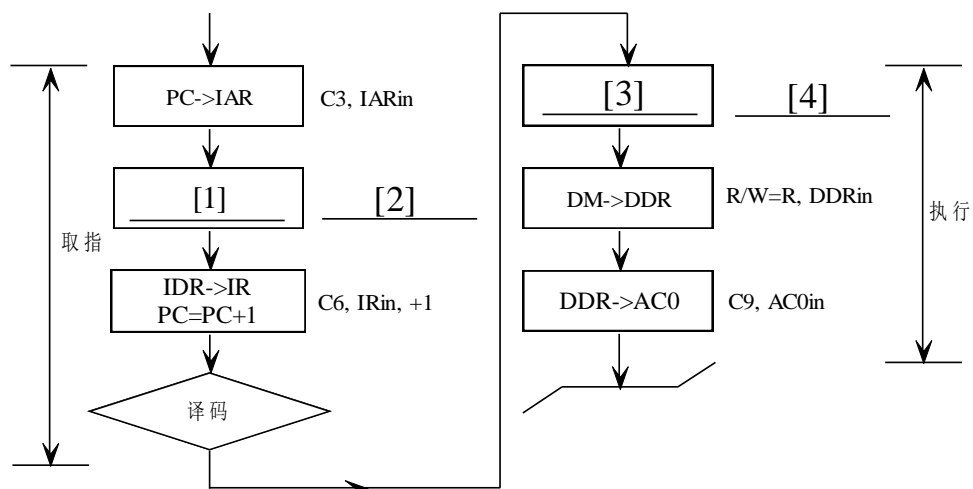 取指
PC->IAR
C3, IARin
[1]
[2]
IDR->IR
PC=PC+1
C6, IRin, +1
译码
[3]
[4]
DM->DDR
R/W=R, DDRin
DDR->AC0
C9, AC0in
执行